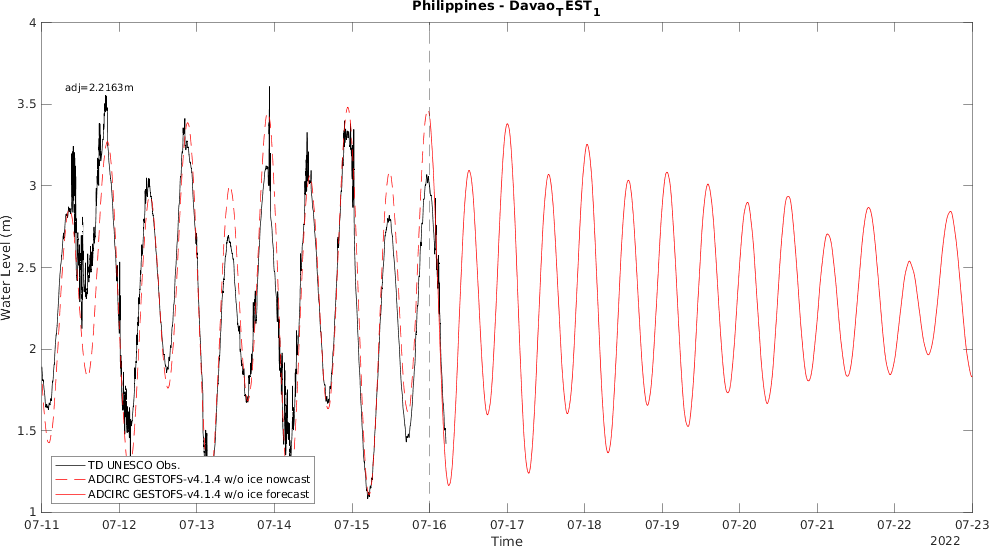 Philippines - Davao_TEST_1
4
3.5
3
2.5
2
1.5
1
Water Level (m)
adj=2.2163m
TD UNESCO Obs.
ADCIRC GESTOFS-v4.1.4 w/o ice nowcast
ADCIRC GESTOFS-v4.1.4 w/o ice forecast
07-11 07-12 07-13 07-14 07-15 07-16 07-17 07-18 07-19 07-20 07-21 07-22 07-23
Time
2022